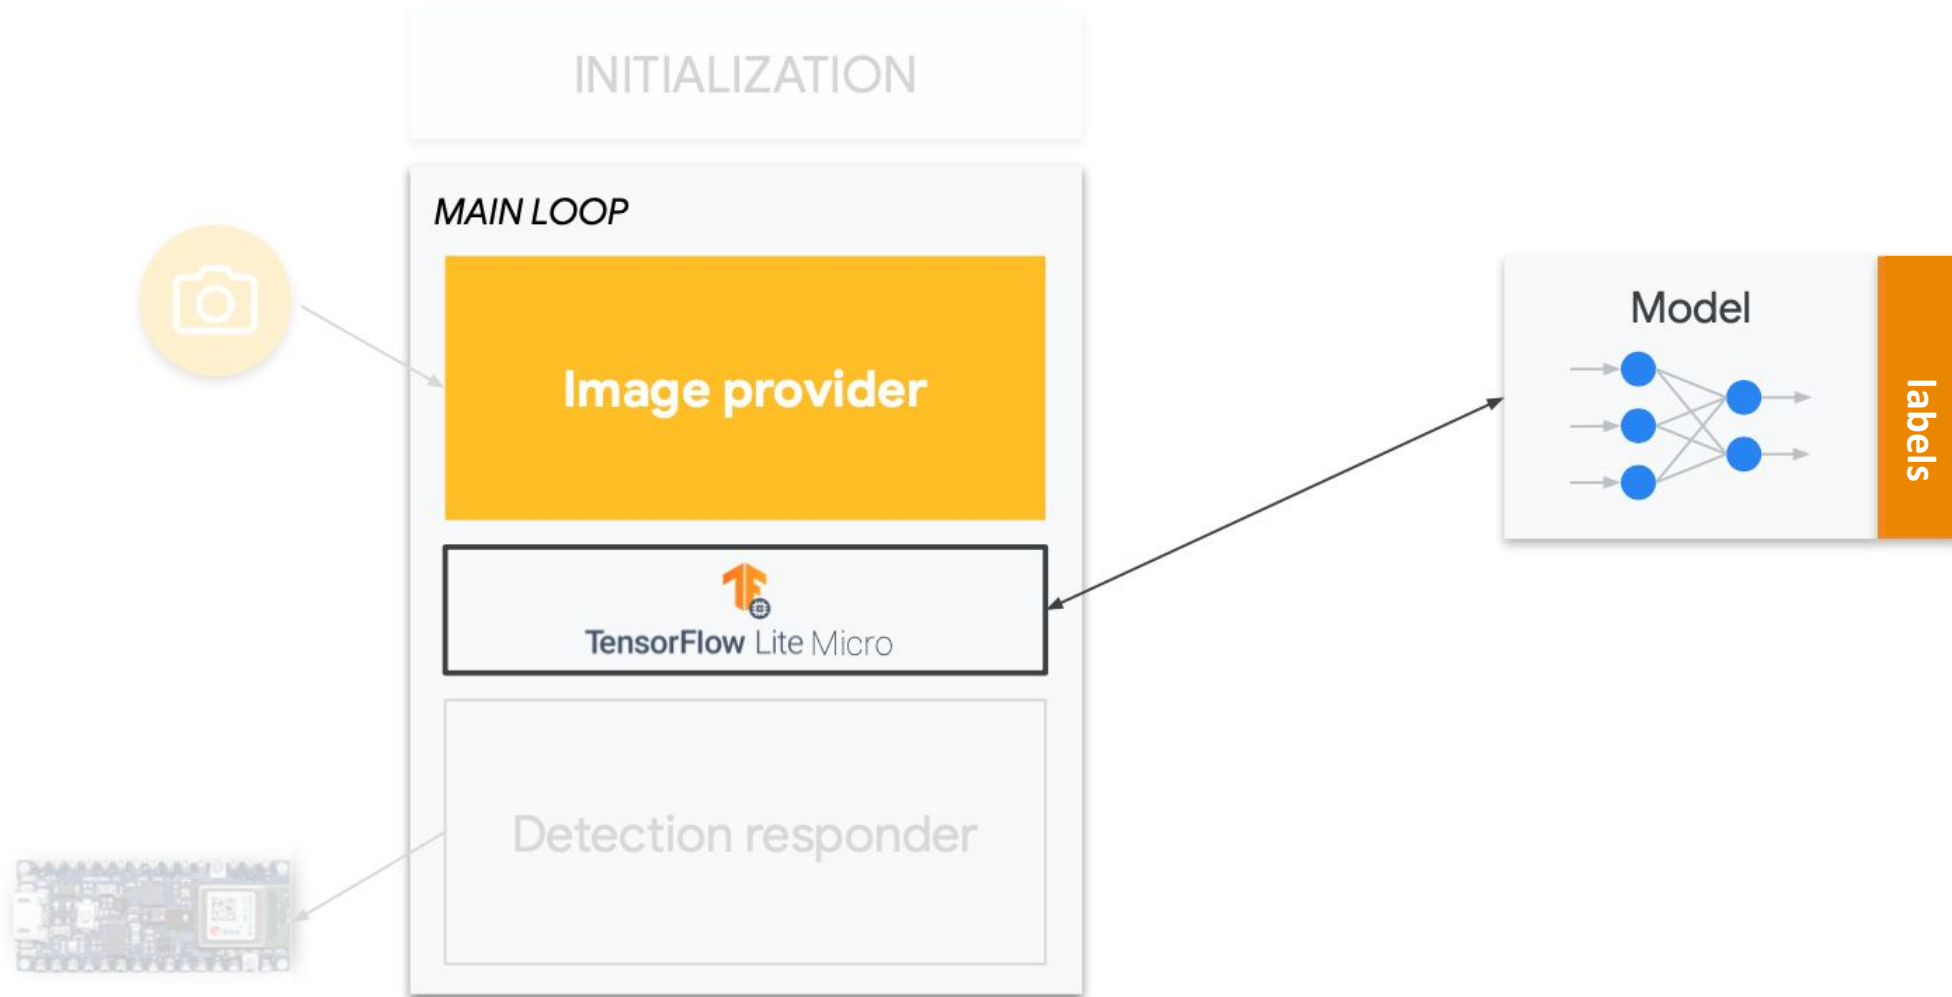 INITIALIZATION
MAIN LOOP
Image provider
TensorFlow Lite Micro
Detection responder
Model
labels